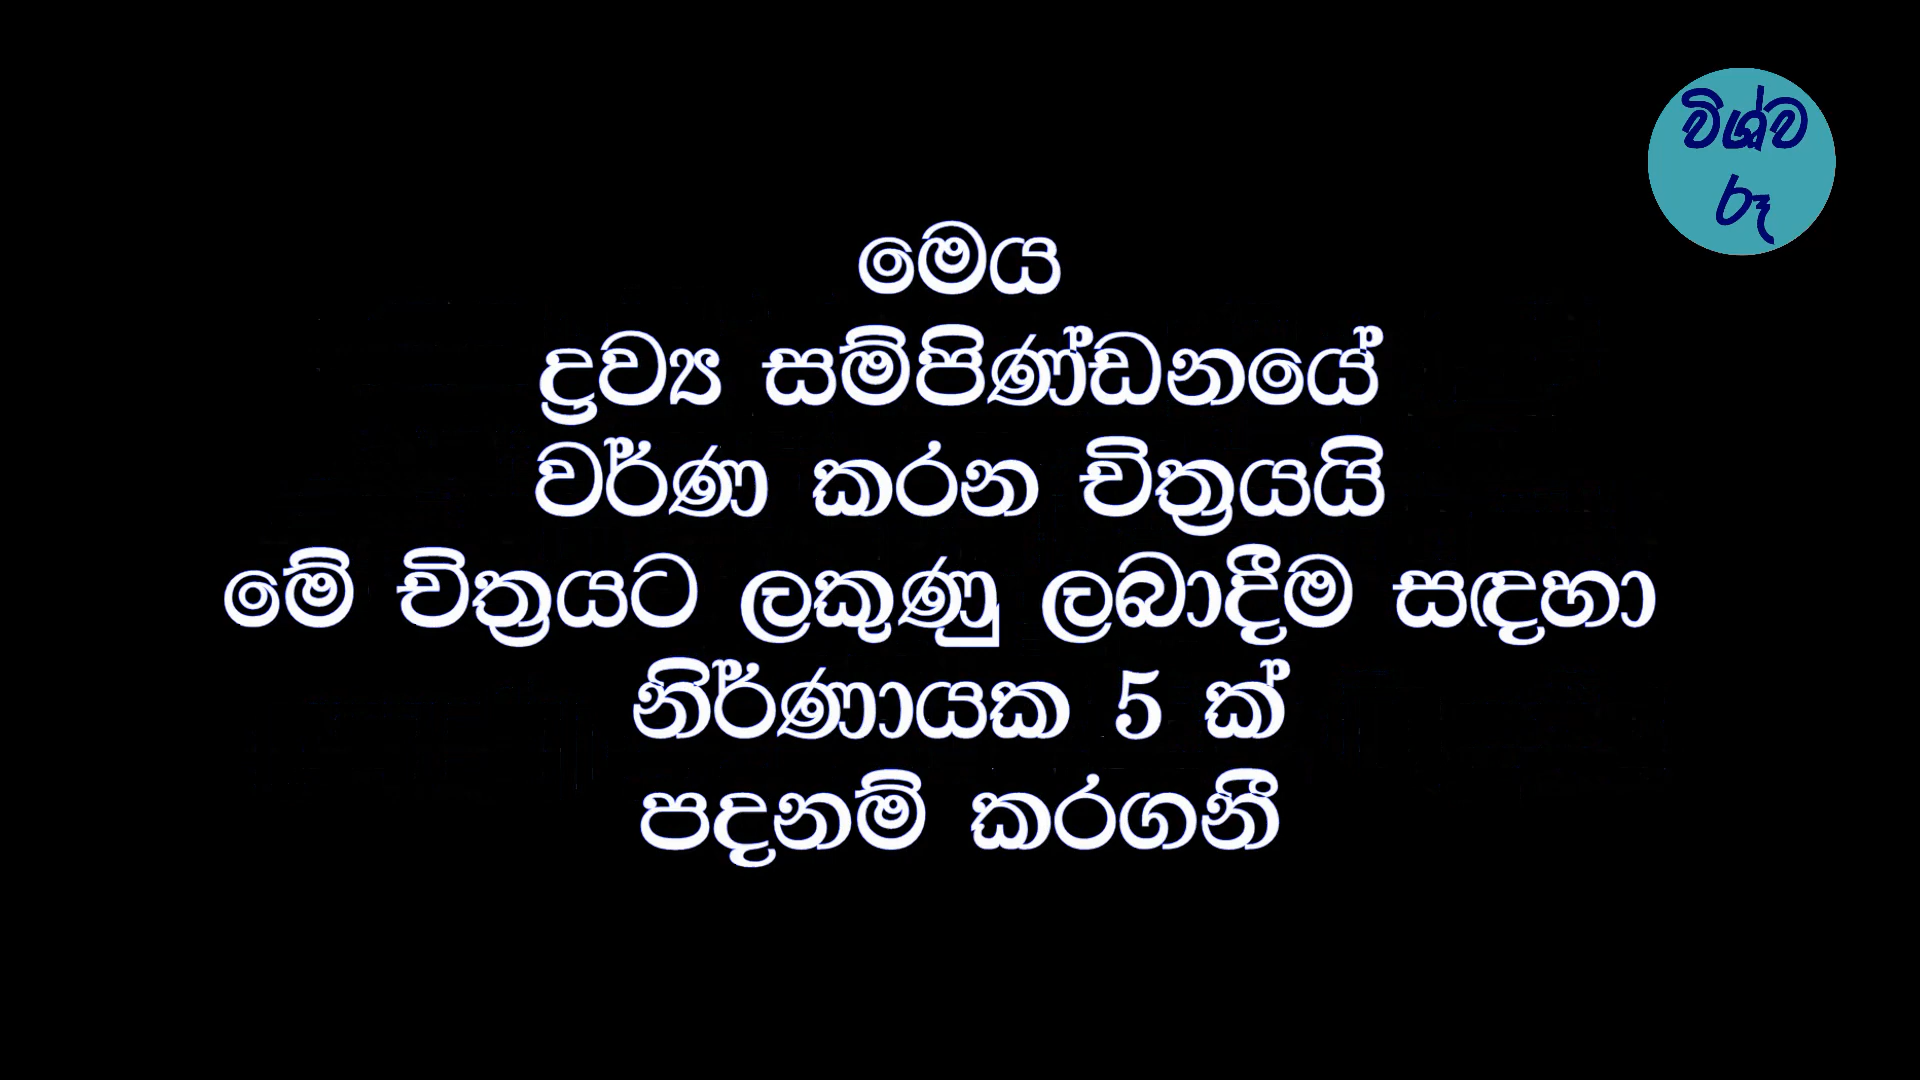 විශ්ව
රූ
මෙය
ද්‍රව්‍ය සම්පිණ්ඩනයේ
වර්ණ කරන චිත්‍රයයි
මේ චිත්‍රයට ලකුණු ලබාදීම සඳහා
නිර්ණායක 5 ක්
පදනම් කරගනී